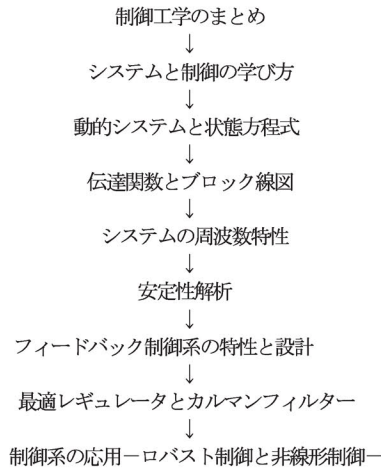 制御工学のまとめ
↓
システムと制御の学び方
↓
動的システムと状態方程式
↓
伝達関数とブロック線図
↓
システムの周波数特性
↓
安定性解析
↓
フィードバック制御系の特性と設計
↓
最適レギュレータとカルマンフィルター
↓
制御系の応用－ロバスト制御と非線形制御－